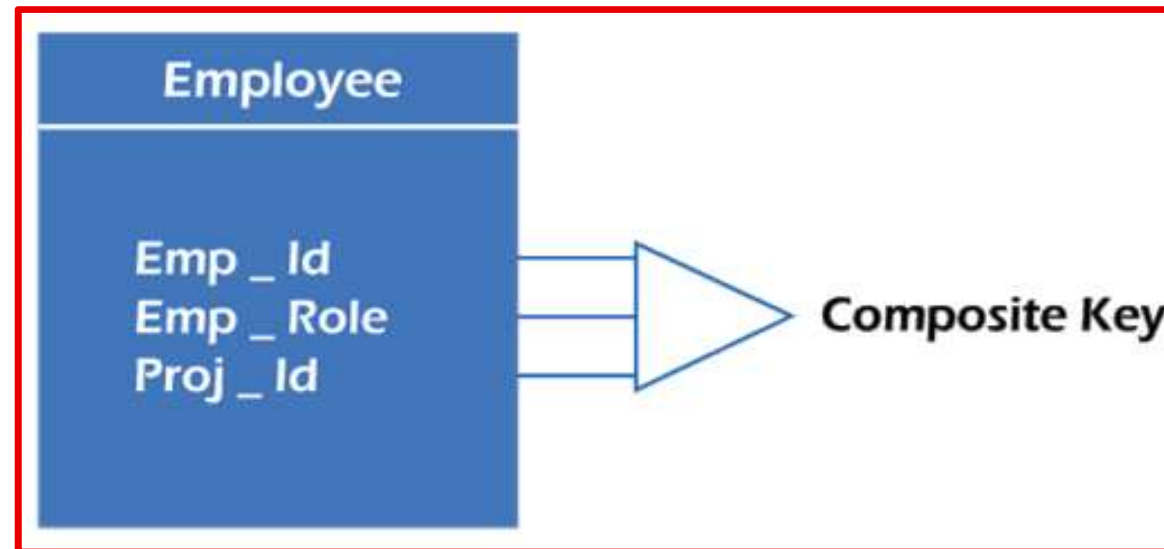 Employee
Emp _ Id
Emp _ Role
Proj _ Id
Composite Key